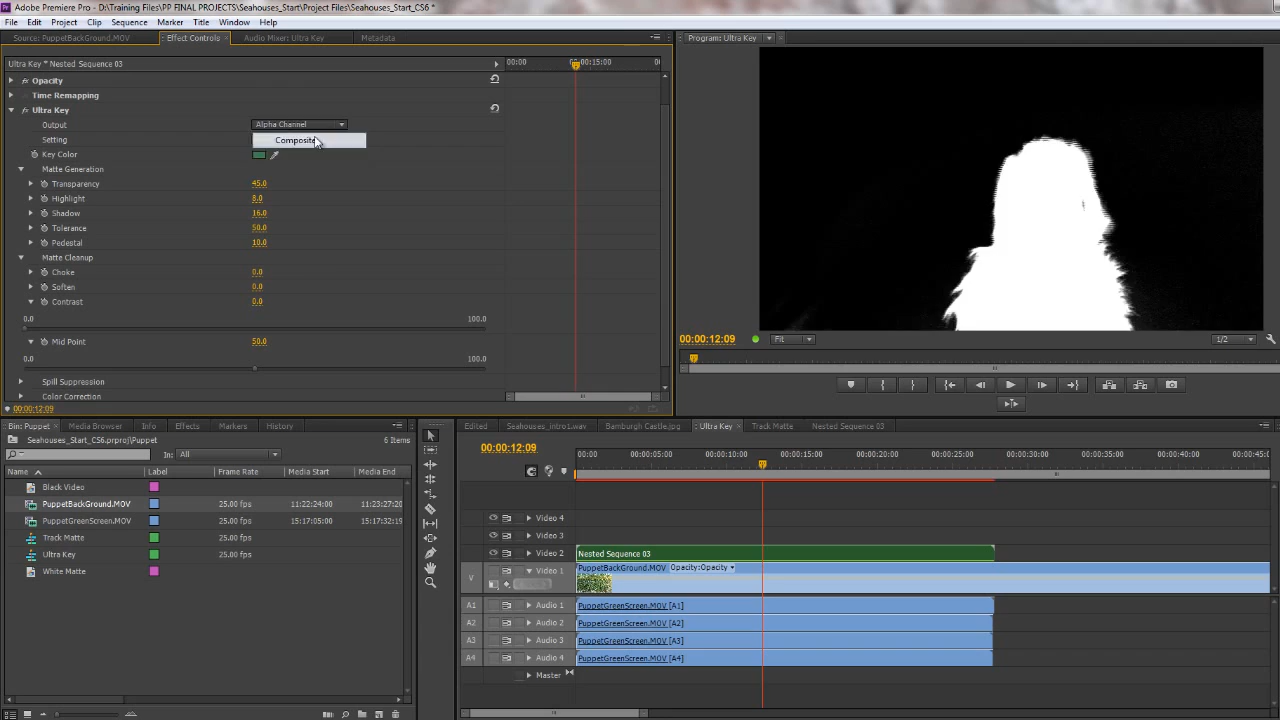 Adobe Premiere Pro - D:\Training Files\PP FINAL PROJECTS\Seahouses_Start\Project Files\Seahouses_Start_CS6 *
File Edit Project Clip Sequence Marker Title Window Help
Source: PuppetBackGround.MOV Effect Controls Audio Mixer: Ultra Key Metadata
Program: Ultra Key
Ultra Key * Nested Sequence 03
00:00 00:00:15:00 00
Opacity
Time Remapping
Ultra Key
Output Alpha Channel
Setting Composite
Key Color
Matte Generation
Transparency 45.0
Highlight 8.0
Shadow 16.0
Tolerance 50.0
Pedestal 10.0
Matte Cleanup
Choke 0.0
Soften 0.0
Contrast 0.0
0.0 100.0
Mid Point 50.0
0.0 100.0
Spill Suppression
Color Correction
00:00:12:09
00:00:12:09 Fit 1/2
Bin: Puppet Media Browser Info Effects Markers History
Seahouses_Start_CS6.prproj\Puppet 6 Items
In: All
Name Label Frame Rate Media Start Media End
Black Video
PuppetBackGround.MOV 25.00 fps 11:22:24:00 11:23:27:20
PuppetGreenScreen.MOV 25.00 fps 15:17:05:00 15:17:32:19
Track Matte
Ultra Key
White Matte
Edited Seahouses_intro1.wav Bamburgh Castle.jpg Ultra Key Track Matte Nested Sequence 03
00:00:12:09
00:00 00:00:05:00 00:00:10:00 00:00:15:00 00:00:20:00 00:00:25:00 00:00:30:00 00:00:35:00 00:00:40:00 00:00:45:0
Video 4
Video 3
Video 2 Nested Sequence 03
V Video 1 PuppetBackGround.MOV Opacity:Opacity
A1 Audio 1 PuppetGreenScreen.MOV [A1]
A2 Audio 2 PuppetGreenScreen.MOV [A2]
A3 Audio 3 PuppetGreenScreen.MOV [A3]
A4 Audio 4 PuppetGreenScreen.MOV [A4]
Master